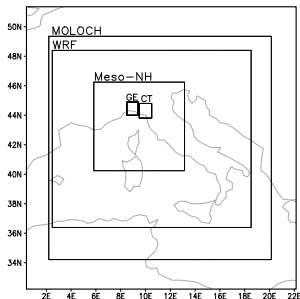 50N
MOLOCH
WRF
48N
46N
Meso-NH
GE CT
44N
42N
40N
38N
36N
34N
2E 4E 6E 8E 10E 12E 14E 16E 18E 20E 22E